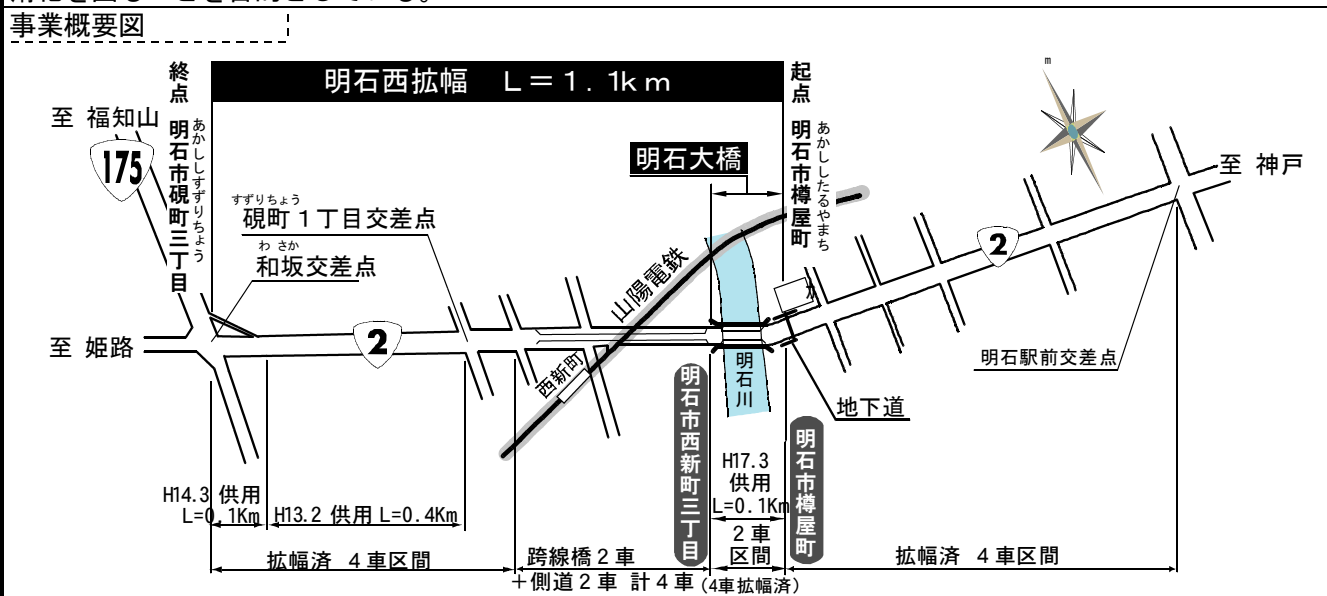 事業概要図
終点 明石市硯町三丁目
あかししすずりちょう
明石西拡幅 L=1.1km
起点 明石市樽屋町
あかししたるやまち
m
至 福知山
175
明石大橋
至 神戸
すずりちょう
硯町1丁目交差点
わさか
和坂交差点
山陽電鉄
2
至 姫路
2
西新町
明石川
明石駅前交差点
地下道
明石市西新町三丁目
明石市樽屋町
H14.3 供用
L=0.1Km
H13.2 供用 L=0.4Km
H17.3
供用
L=0.1Km
2車
区間
拡幅済 4車区間
跨線橋2車
+側道2車 計4車
(4車拡幅済)
拡幅済 4車区間